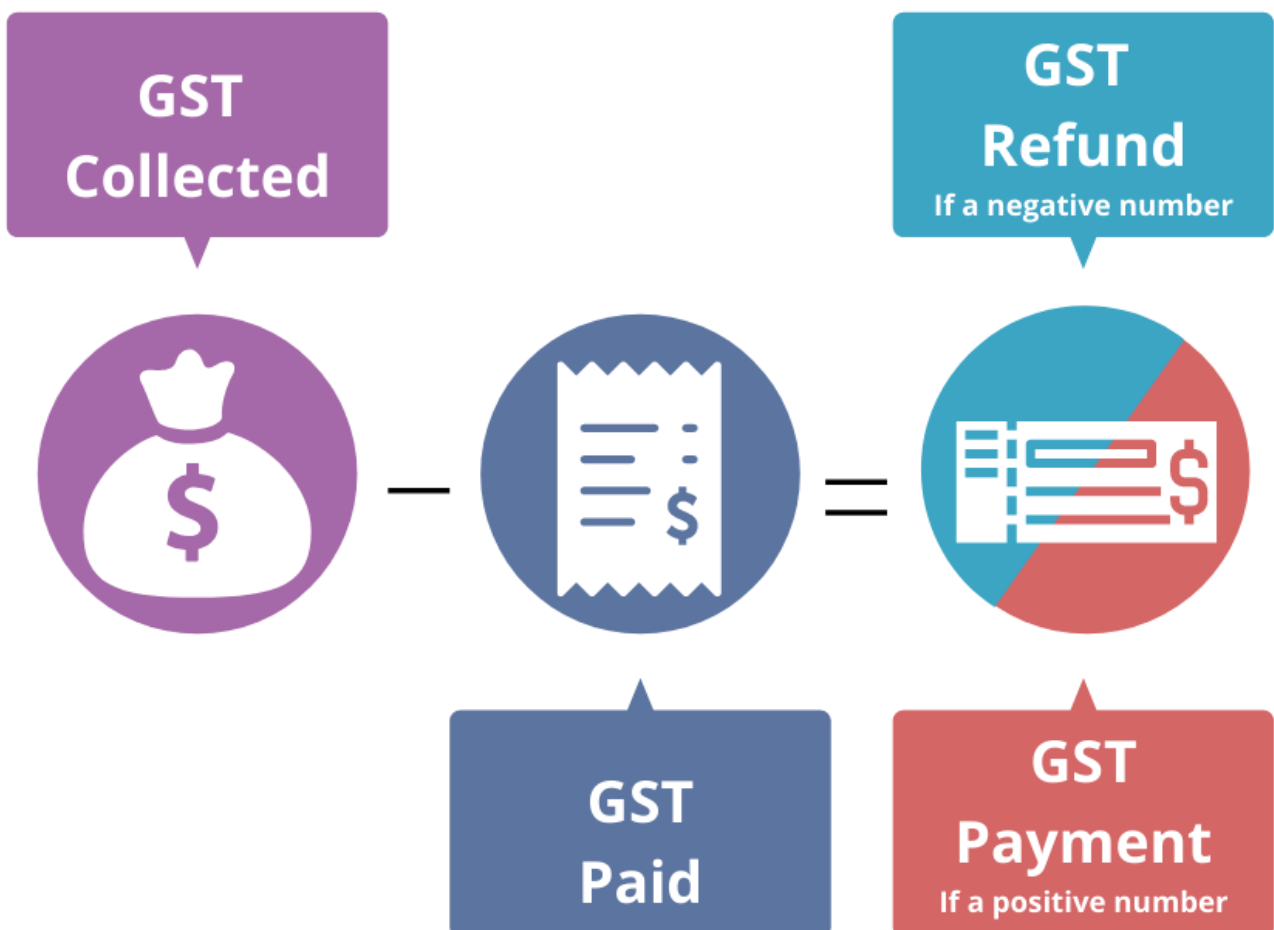 GST
Collected
GST
Refund
If a negative number
$
$
$
GST
Paid
GST
Payment
If a positive number